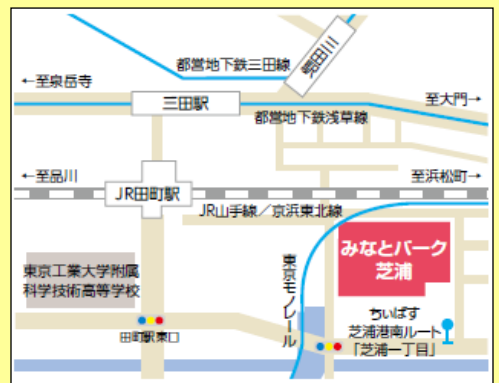 都営地下鉄三田線
三田駅
←至泉岳寺
三田駅
至大門→
都営地下鉄浅草線
←至品川
至浜松町→
JR田町駅
JR山手線／京浜東北線
みなとパーク
芝浦
東京工業大学附属
科学技術高等学校
東京モノレール
ちぃばす
芝浦港南ルート
「芝浦一丁目」
田町駅東口